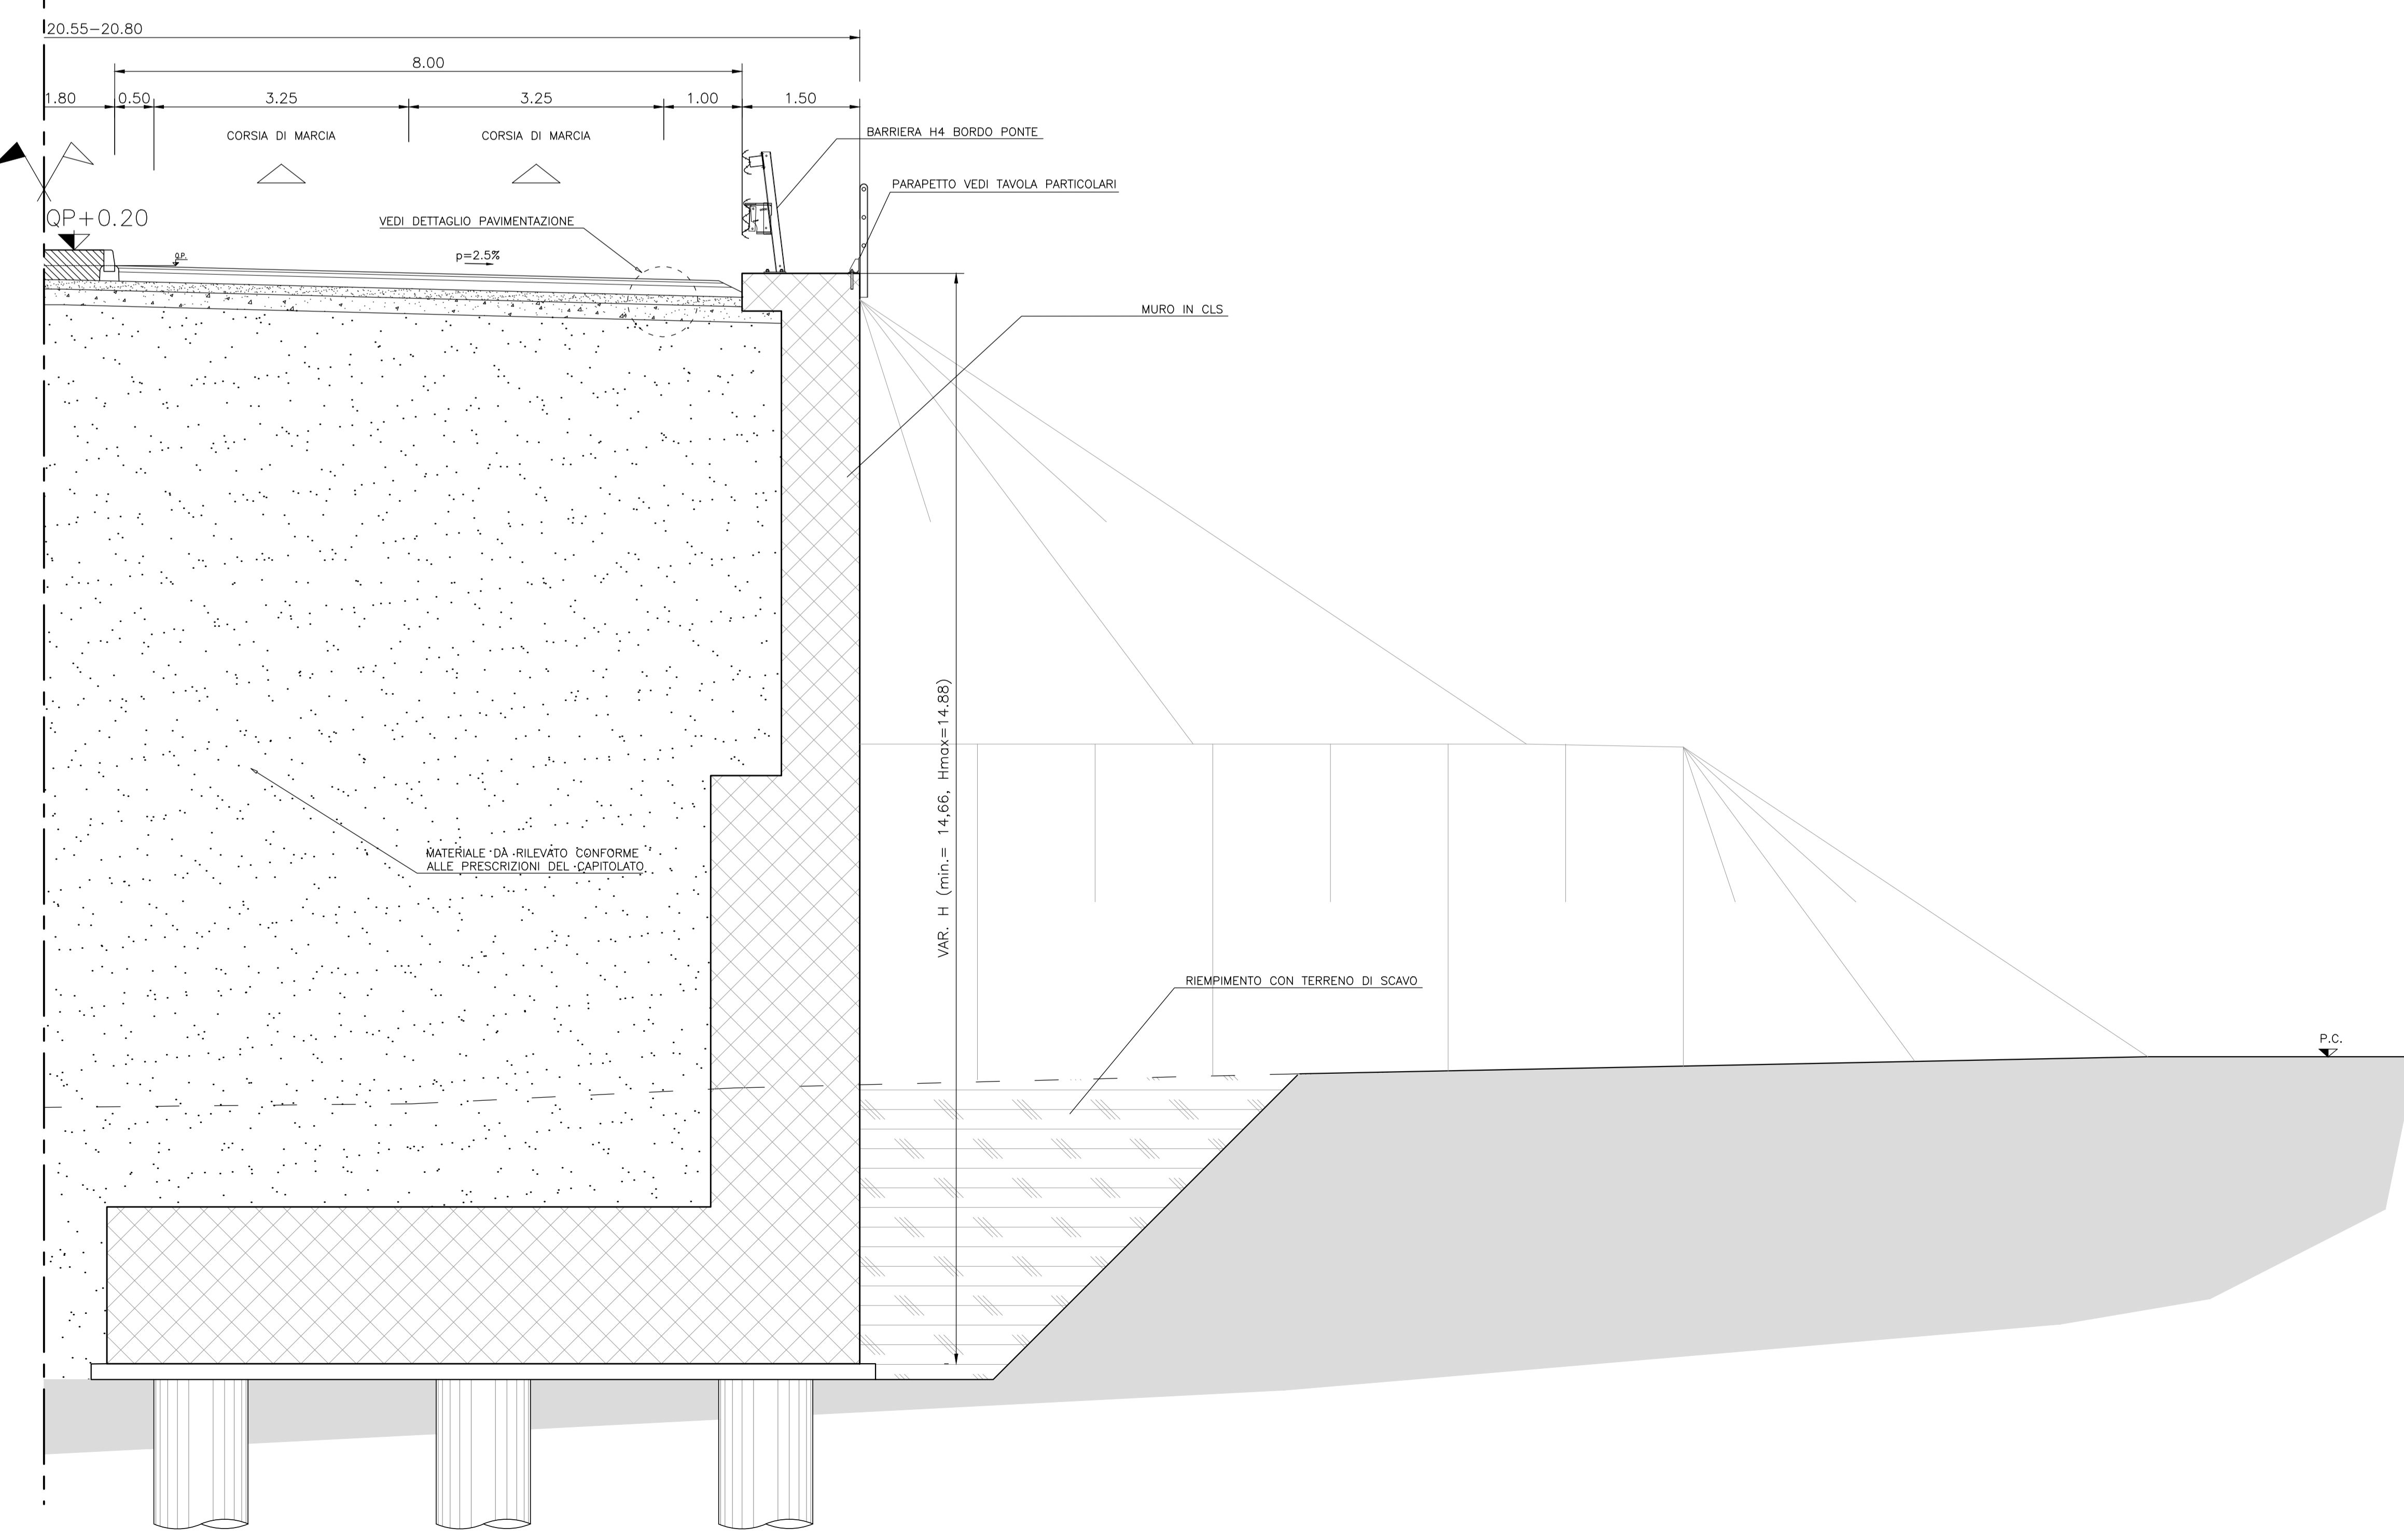 20.55-20.80
8.00
1.80 0.50 3.25 3.25 1.00 1.50
CORSIA DI MARCIA CORSIA DI MARCIA
BARRIERA H4 BORDO PONTE
PARAPETTO VEDI TAVOLA PARTICOLARI
QP+0.20
VEDI DETTAGLIO PAVIMENTAZIONE
Q.P.
p=2.5%
MURO IN CLS
VAR. H (min.= 14,66, Hmax=14.88)
MATERIALE DA RILEVATO CONFORME
ALLE PRESCRIZIONI DEL CAPITOLATO
RIEMPIMENTO CON TERRENO DI SCAVO
P.C.